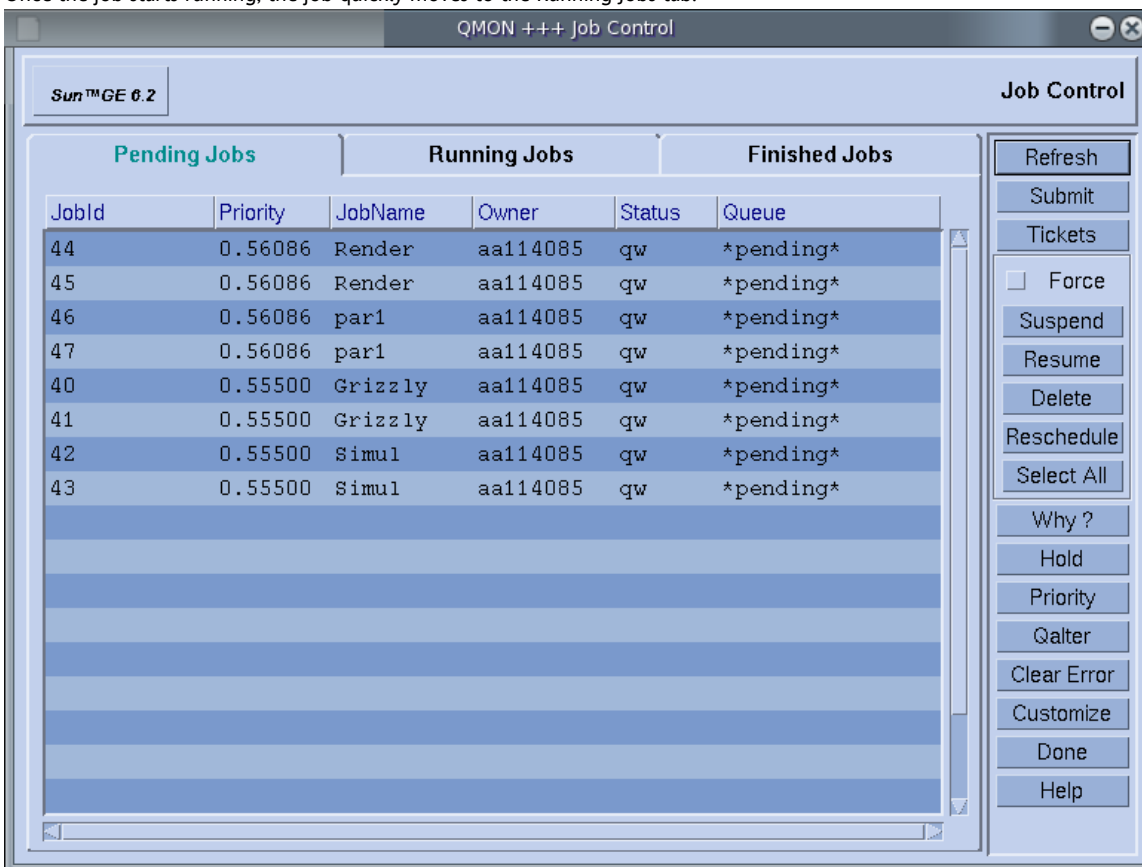 Once the job starts running, the job quickly moves to the Running Jobs tab.
QMON +++ Job Control
Sun™GE 6.2
Job Control
Pending Jobs Running Jobs Finished Jobs
JobId Priority JobName Owner Status Queue
44 0.56086 Render aa114085 qw *pending*
45 0.56086 Render aa114085 qw *pending*
46 0.56086 par1 aa114085 qw *pending*
47 0.56086 par1 aa114085 qw *pending*
40 0.55500 Grizzly aa114085 qw *pending*
41 0.55500 Grizzly aa114085 qw *pending*
42 0.55500 Simul aa114085 qw *pending*
43 0.55500 Simul aa114085 qw *pending*
Refresh
Submit
Tickets
Force
Suspend
Resume
Delete
Reschedule
Select All
Why ?
Hold
Priority
Qalter
Clear Error
Customize
Done
Help